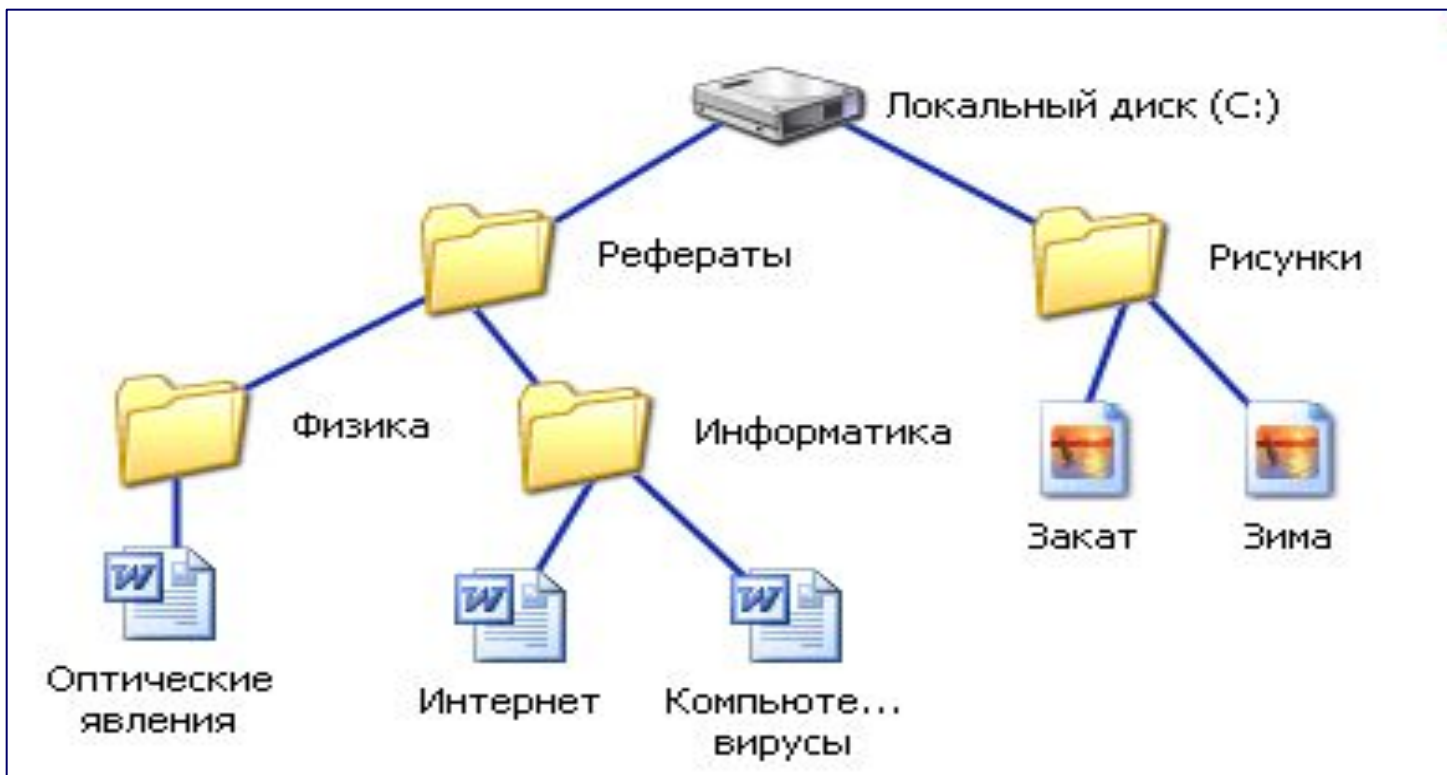 Локальный диск (C:)
Рефераты
Рисунки
Физика
Информатика
Закат
Зима
Оптические
явления
Интернет
Компьюте...
вирусы